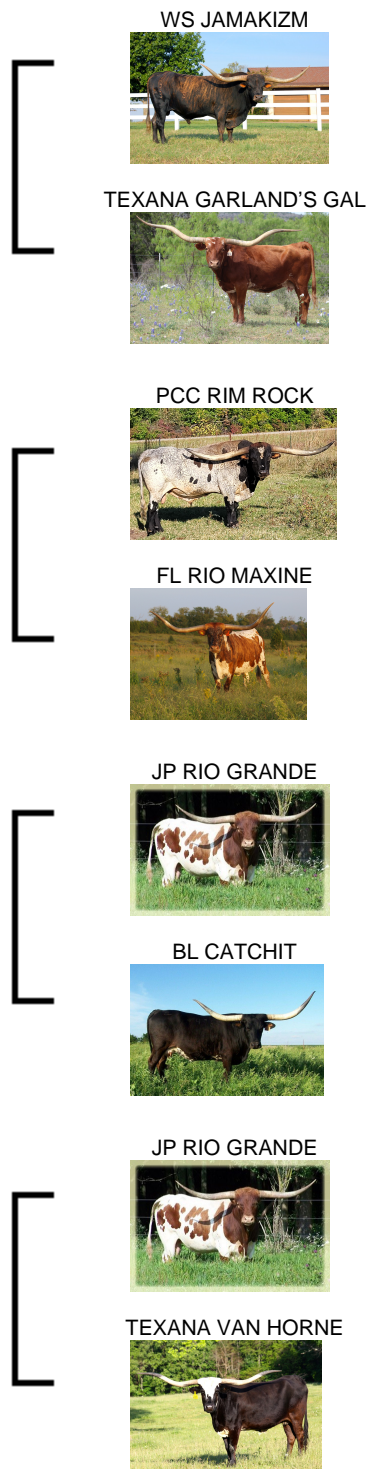 WS JAMAKIZM
TEXANA GARLAND'S GAL
PCC RIM ROCK
FL RIO MAXINE
JP RIO GRANDE
BL CATCHIT
JP RIO GRANDE
TEXANA VAN HORNE